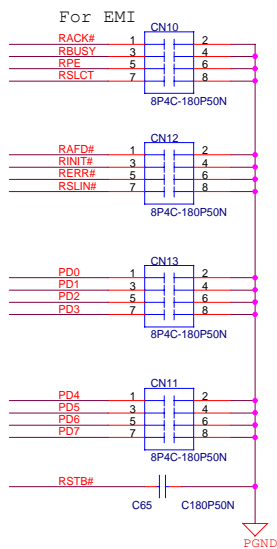 For EMI
CN10
RACK# 1 2
RBUSY 3 4
RPE 5 6
RSLCT 7 8
8P4C-180P50N
CN12
RAFD# 1 2
RINIT# 3 4
RERR# 5 6
RSLIN# 7 8
8P4C-180P50N
CN13
PD0 1 2
PD1 3 4
PD2 5 6
PD3 7 8
8P4C-180P50N
CN11
PD4 1 2
PD5 3 4
PD6 5 6
PD7 7 8
8P4C-180P50N
RSTB#
C65 C180P50N
PGND